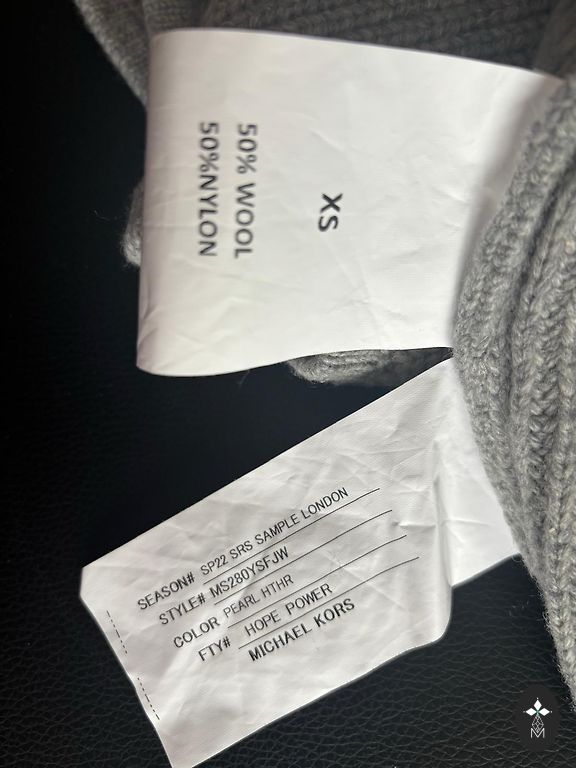 XS
50% WOOL
50%NYLON
SEASON# SP22 SRS SAMPLE LONDON
STYLE# MS280YSFJW
COLOR PEARL HTHR
FTY# HOPE POWER
MICHAEL KORS
M